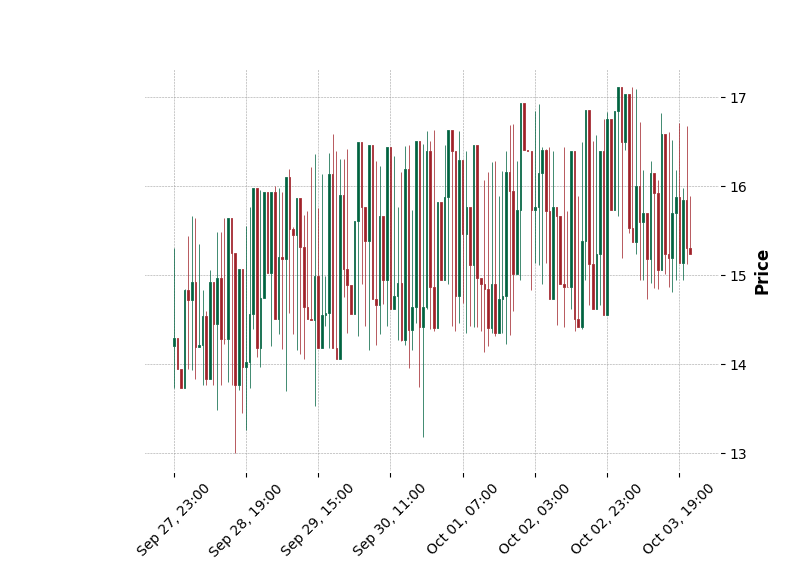 17
16
15
14
13
Price
Sep 27, 23:00
Sep 28, 19:00
Sep 29, 15:00
Sep 30, 11:00
Oct 01, 07:00
Oct 02, 03:00
Oct 02, 23:00
Oct 03, 19:00